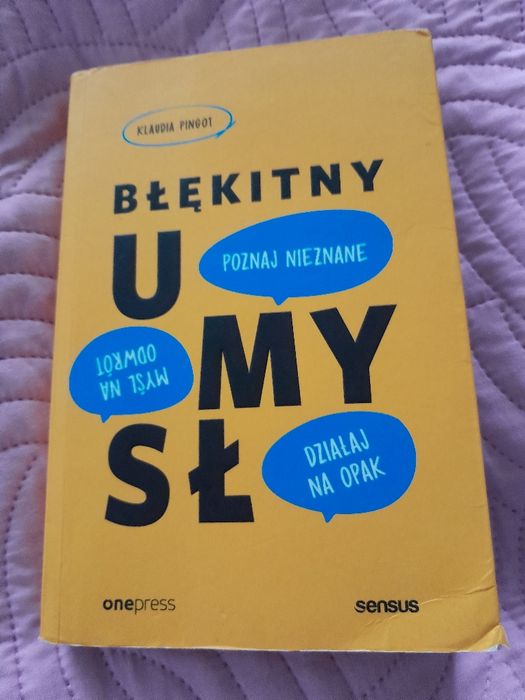 KLAUDIA PINGOT
BŁĘKITNY
U
POZNAJ NIEZNANE
MYŚL NA
ODWRÓT
MY
SŁ
DZIAŁAJ
NA OPAK
onepress
sensus